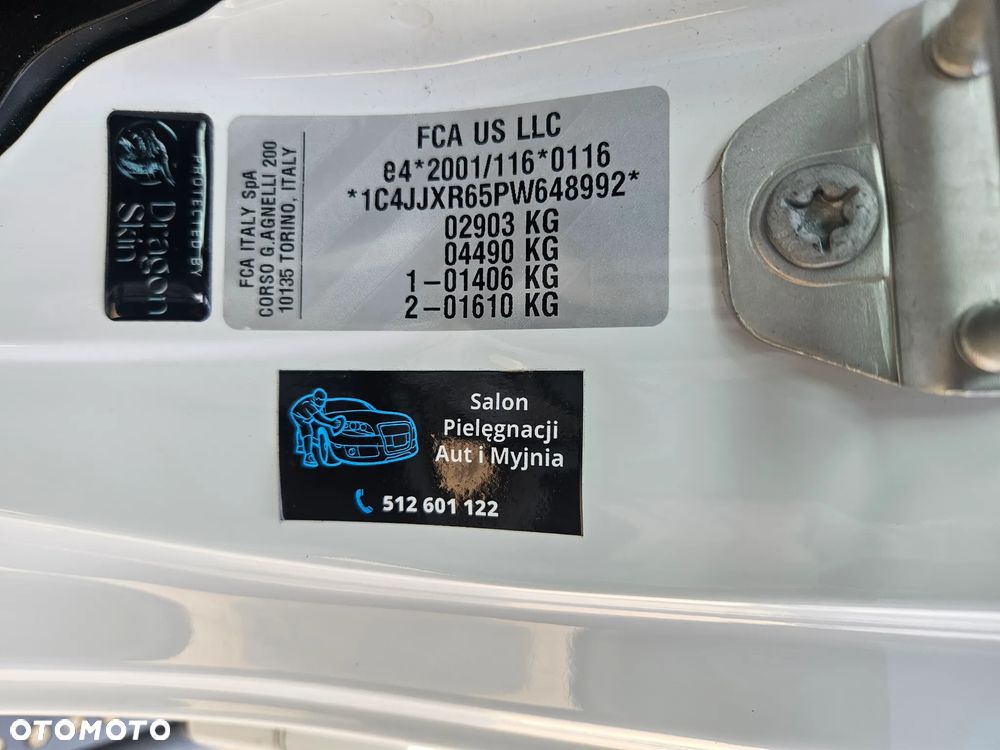 PROTECTED BY
Dragon
Skin
FCA ITALY SpA
CORSO G.AGNELLI 200
10135 TORINO, ITALY
FCA US LLC
e4*2001/116*0116
*1C4JJXR65PW648992*
02903 KG
04490 KG
1-01406 KG
2-01610 KG
Salon
Pielęgnacji
Aut i Myjnia
512 601 122
OTOMOTO